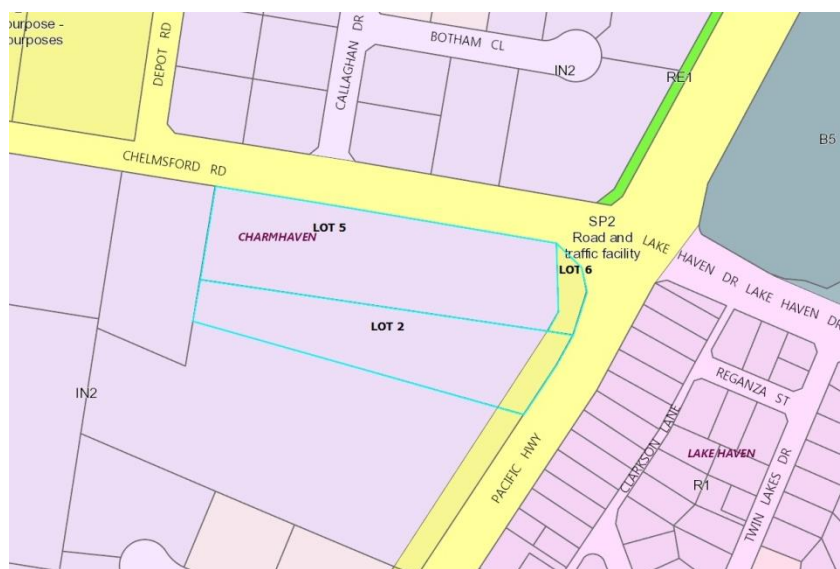 purpose -
purposes
DEPOT RD
CALLAGHAN DR
BOTHAM CL
IN2
RE1
B5
CHELMSFORD RD
LOT 5
CHARMHAVEN
SP2
Road and
traffic facility
LOT 6
LAKE HAVEN DR
LAKE HAVEN DR
LOT 2
IN2
REGANZA ST
CLARKSON LANE
LAKE HAVEN
R1
TWIN LAKES DR
PACIFIC HWY